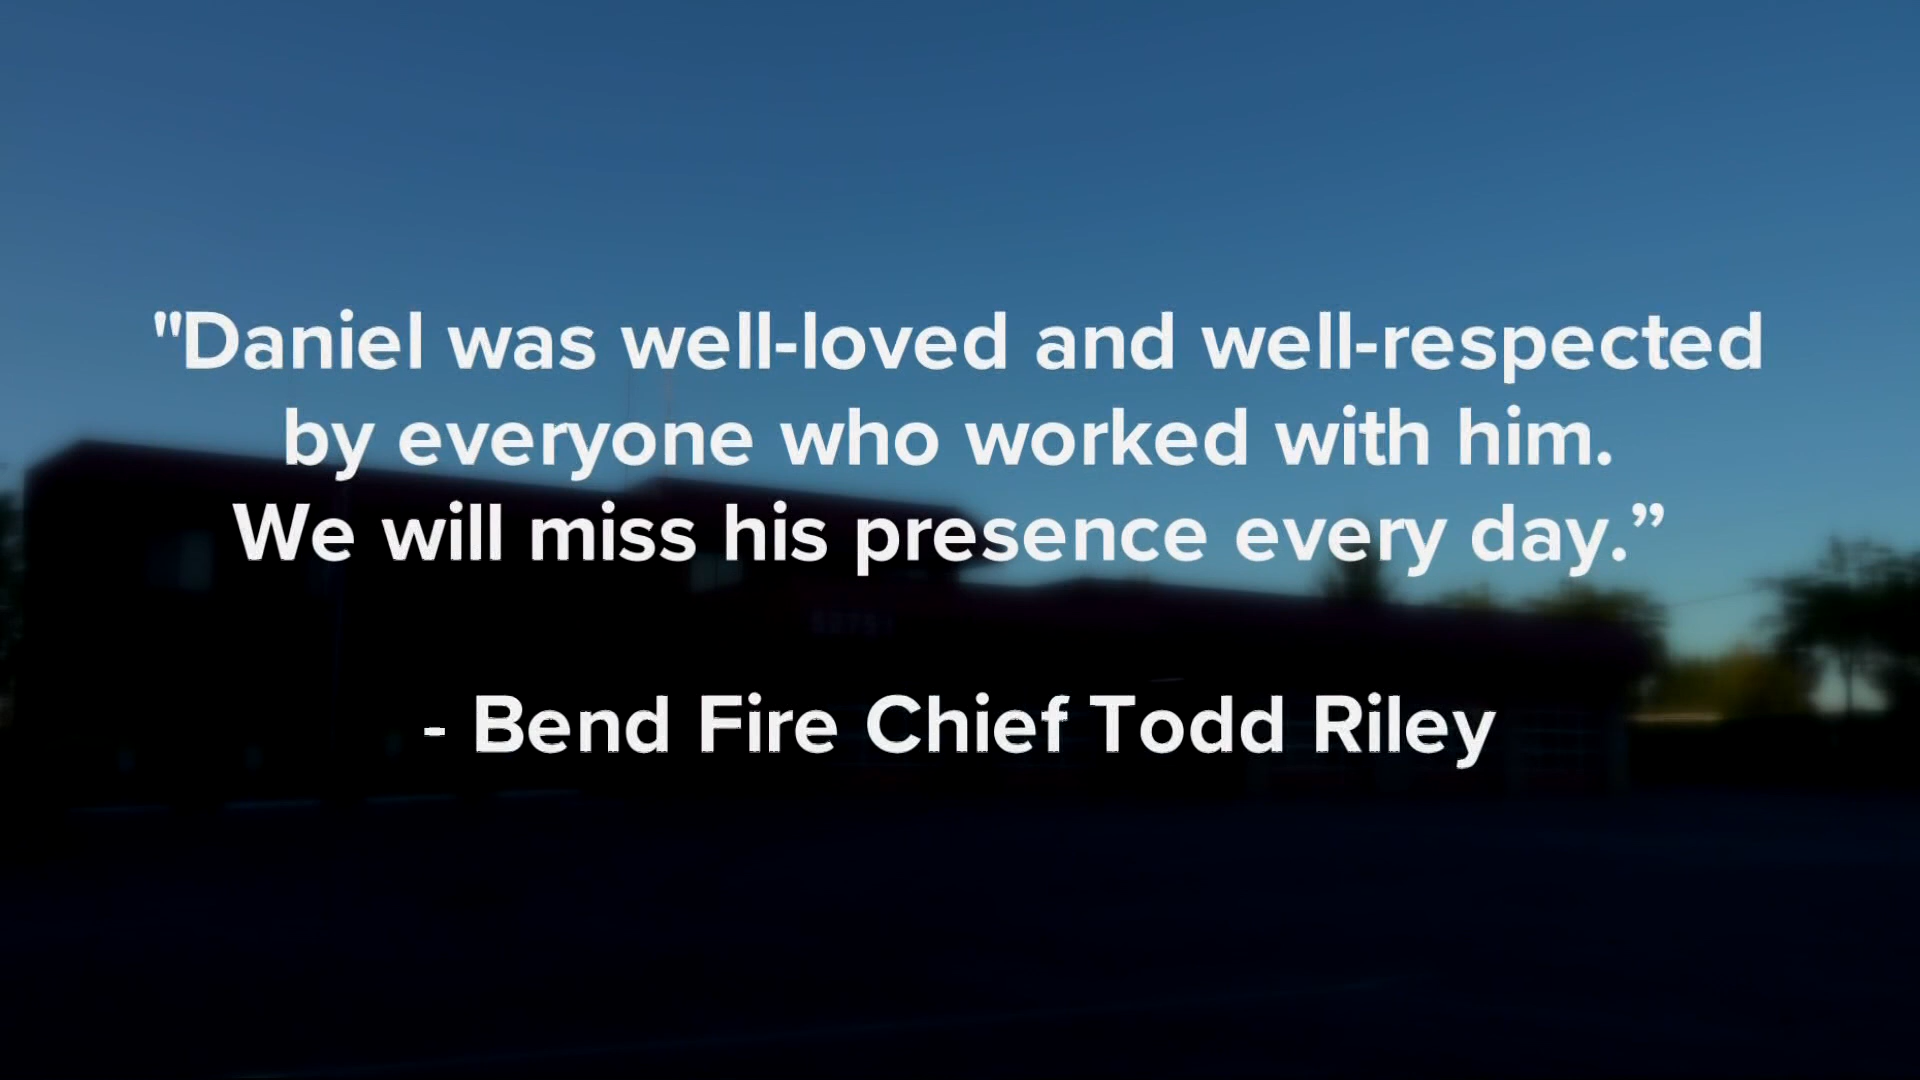 "Daniel was well-loved and well-respected
by everyone who worked with him.
We will miss his presence every day.”
- Bend Fire Chief Todd Riley